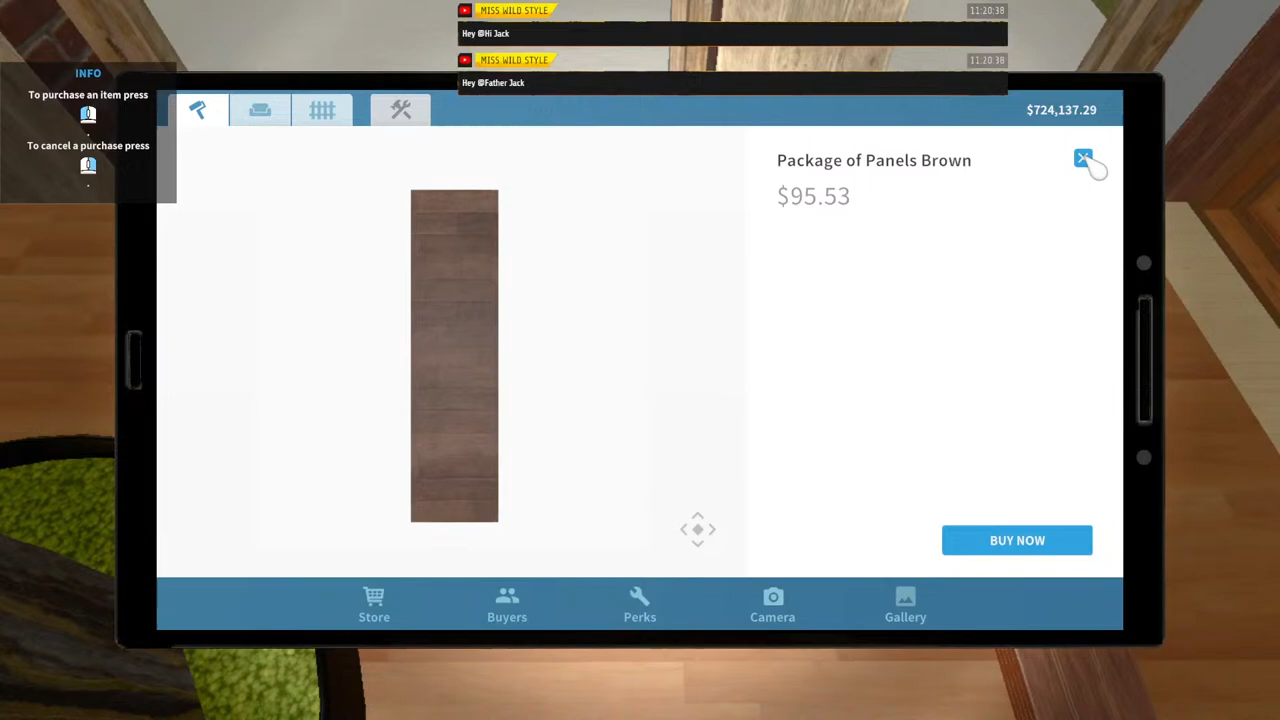 MISS WILD STYLE
11:20:38
Hey @Hi Jack
MISS WILD STYLE
11:20:38
Hey @Father Jack
INFO
To purchase an item press
.
To cancel a purchase press
.
$724,137.29
Package of Panels Brown
$95.53
BUY NOW
Store
Buyers
Perks
Camera
Gallery